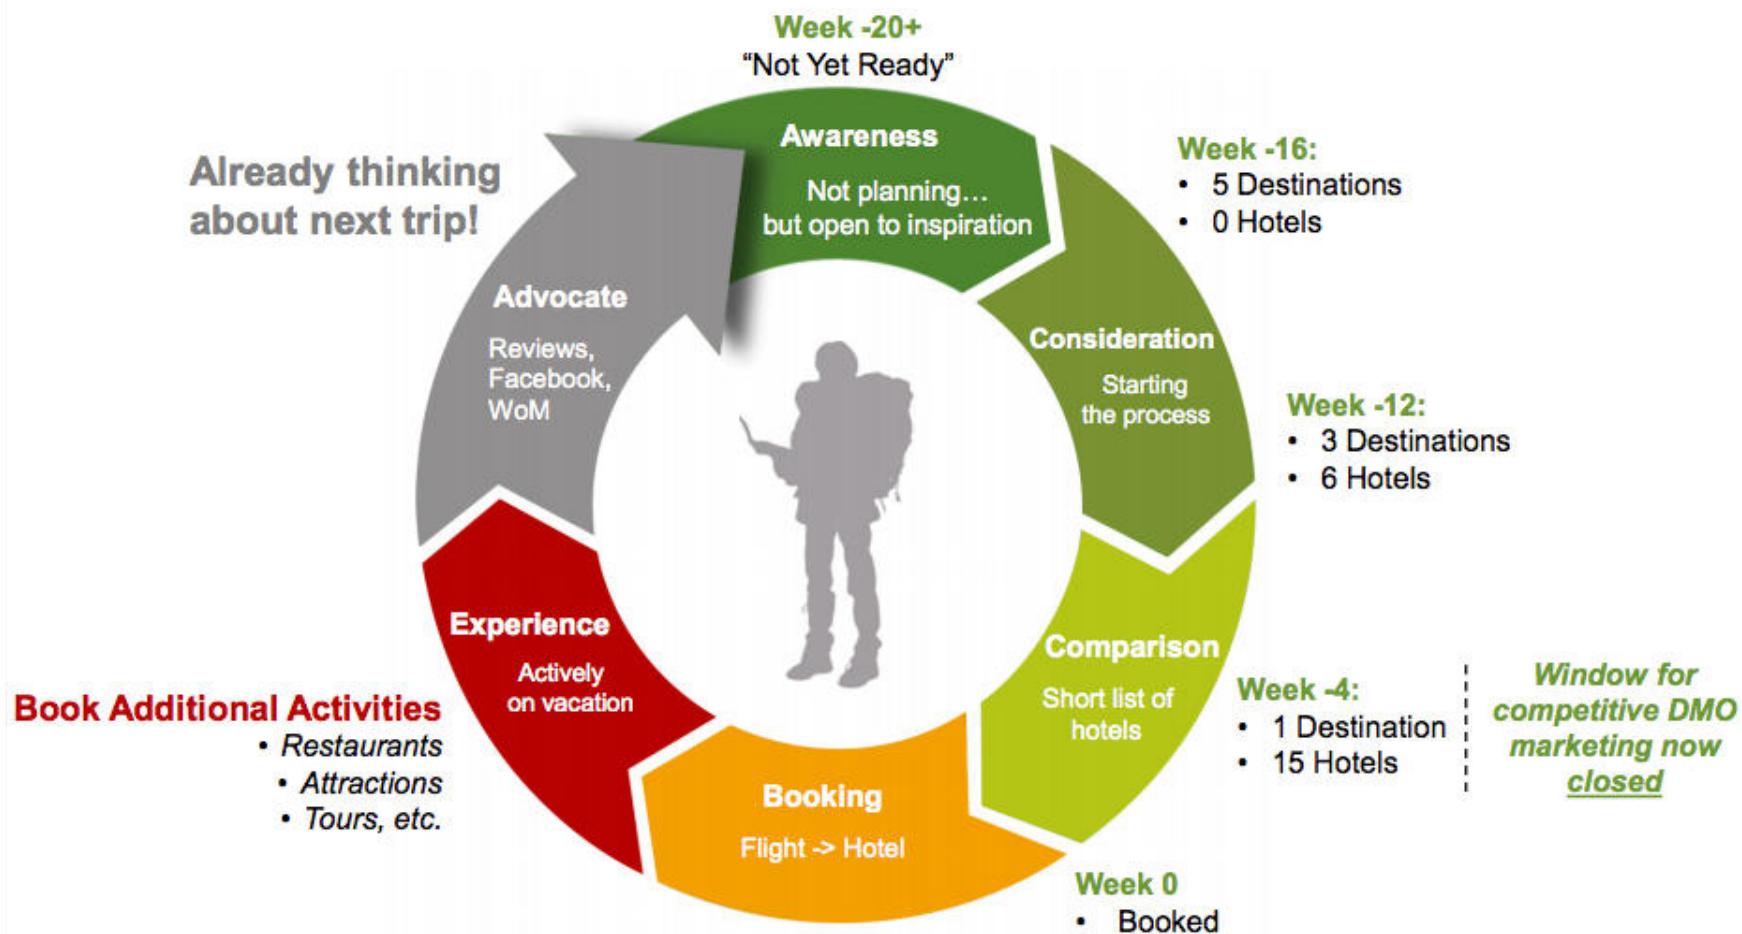 Week -20+
“Not Yet Ready”
Awareness
Not planning…
but open to inspiration
Week -16:
• 5 Destinations
• 0 Hotels
Consideration
Starting
the process
Week -12:
• 3 Destinations
• 6 Hotels
Comparison
Short list of
hotels
Week -4:
• 1 Destination
• 15 Hotels
Window for
competitive DMO
marketing now
closed
Booking
Flight -> Hotel
Week 0
• Booked
Experience
Actively
on vacation
Book Additional Activities
• Restaurants
• Attractions
• Tours, etc.
Advocate
Reviews,
Facebook,
WoM
Already thinking
about next trip!